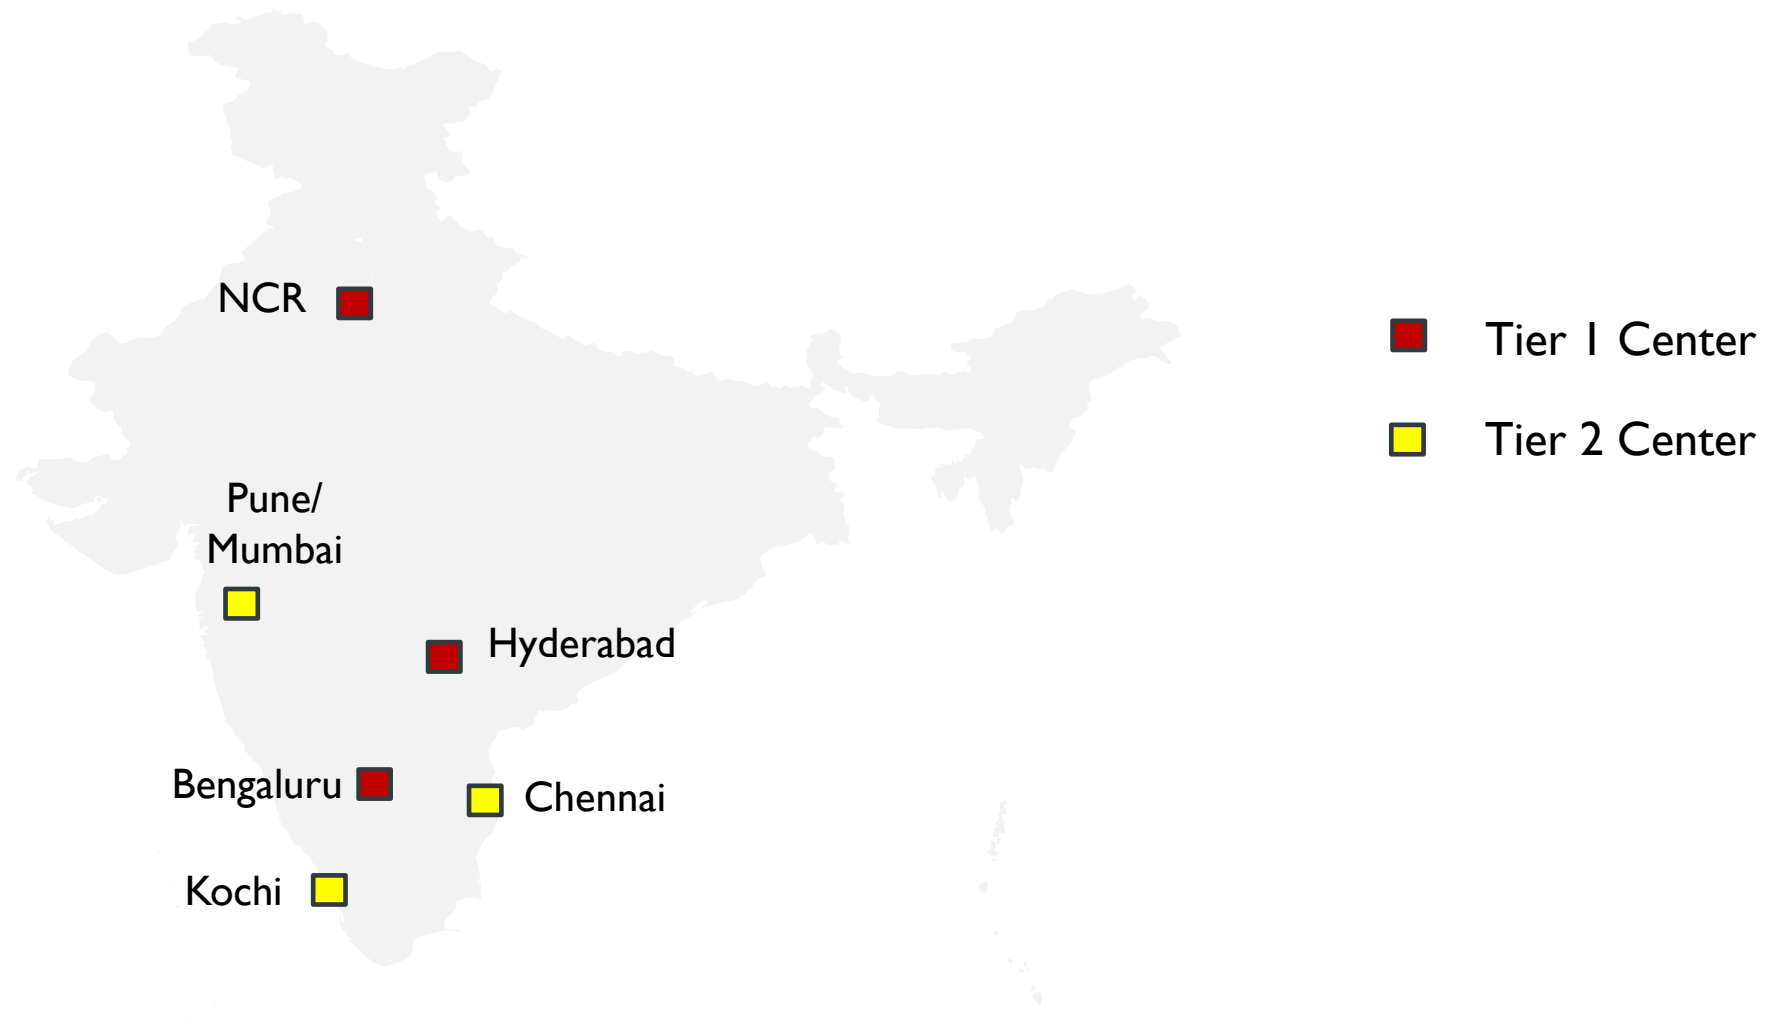 NCR
Tier 1 Center
Tier 2 Center
Pune/
Mumbai
Hyderabad
Bengaluru
Chennai
Kochi